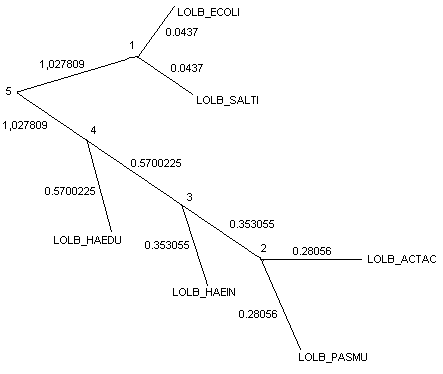 LOLB_ECOLI
0.0437
1
1,027809
0.0437
5
LOLB_SALTI
1,027809
4
0.5700225
0.5700225
3
0.353055
LOLB_HAEDU
0.353055
2
0.28056
LOLB_ACTAC
LOLB_HAEIN
0.28056
LOLB_PASMU